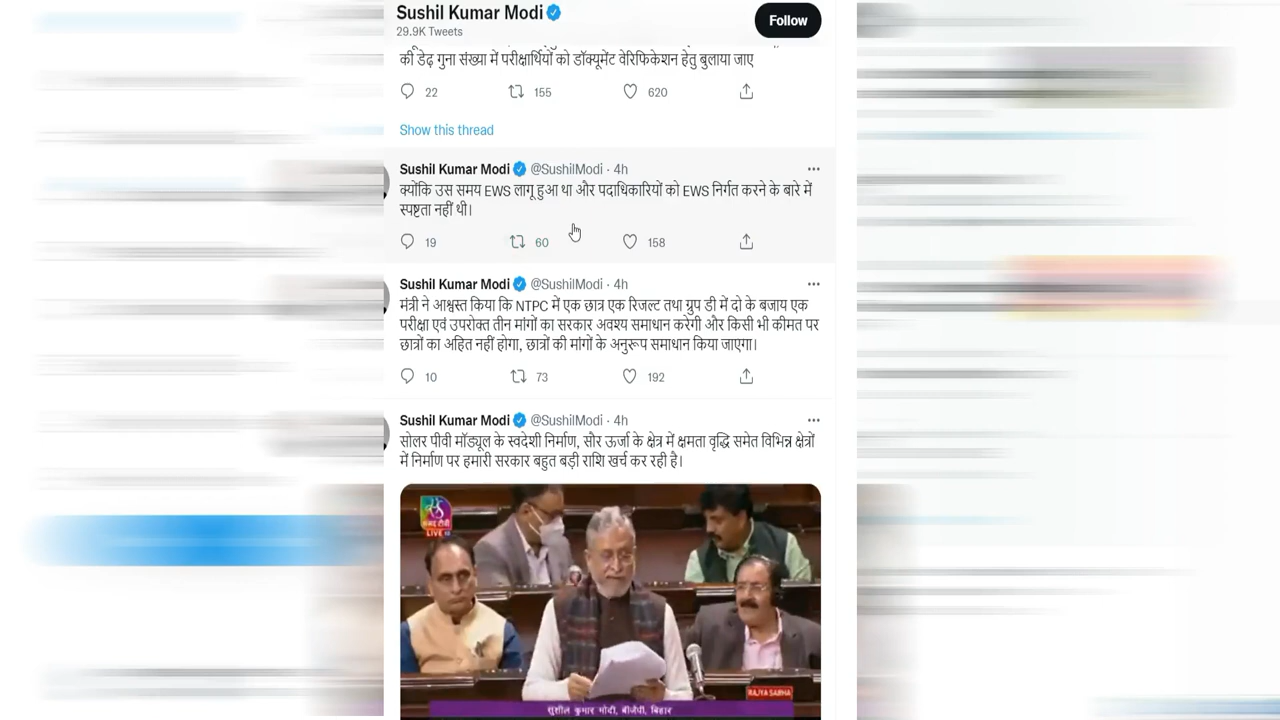 Sushil Kumar Modi
29.9K Tweets
Follow
की डेढ़ गुना संख्या में परीक्षार्थियों को डॉक्यूमेंट वेरिफिकेशन हेतु बुलाया जाए
22 155 620
Show this thread
Sushil Kumar Modi @SushilModi · 4h
क्योंकि उस समय EWS लागू हुआ था और पदाधिकारियों को EWS निर्गत करने के बारे में
स्पष्टता नहीं थी।
19 60 158
Sushil Kumar Modi @SushilModi · 4h
मंत्री ने आश्वस्त किया कि NTPC में एक छात्र एक रिजल्ट तथा ग्रुप डी में दो के बजाय एक
परीक्षा एवं उपरोक्त तीन मांगों का सरकार अवश्य समाधान करेगी और किसी भी कीमत पर
छात्रों का अहित नहीं होगा, छात्रों की मांगों के अनुरूप समाधान किया जाएगा।
10 73 192
Sushil Kumar Modi @SushilModi · 4h
सोलर पीवी मॉड्यूल के स्वदेशी निर्माण, सौर ऊर्जा के क्षेत्र में क्षमता वृद्धि समेत विभिन्न क्षेत्रों
में निर्माण पर हमारी सरकार बहुत बड़ी राशि खर्च कर रही है।
संसद टीवी
LIVE
RAJYA SABHA
सुशील कुमार मोदी, बीजेपी, बिहार